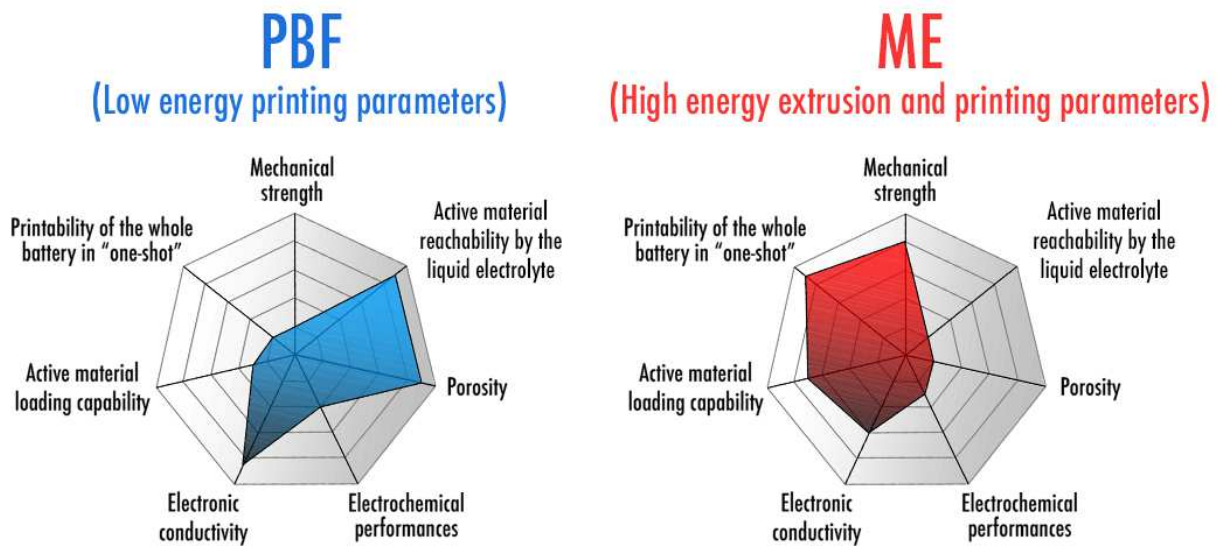 PBF
(Low energy printing parameters)
Mechanical
strength
Active material
reachability by the
liquid electrolyte
Porosity
Electrochemical
performances
Electronic
conductivity
Active material
loading capability
Printability of the whole
battery in “one-shot”
ME
(High energy extrusion and printing parameters)
Mechanical
strength
Active material
reachability by the
liquid electrolyte
Porosity
Electrochemical
performances
Electronic
conductivity
Active material
loading capability
Printability of the whole
battery in “one-shot”